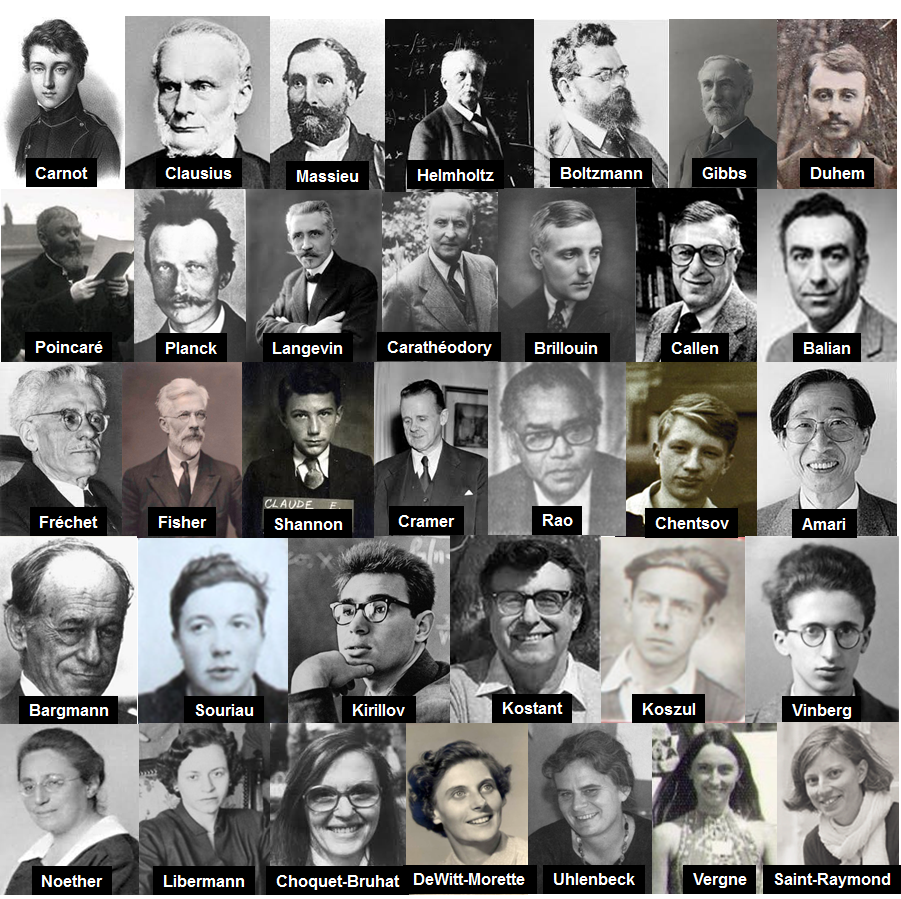 Carnot
Clausius
Massieu
Helmholtz
Boltzmann
Gibbs
Duhem
Poincaré
Planck
Langevin
Carathéodory
Brillouin
Callen
Balian
Fréchet
Fisher
CLAUDE E.
Shannon
Cramer
Rao
Chentsov
Amari
Bargmann
Souriau
Kirillov
Kostant
Koszul
Vinberg
Noether
Libermann
Choquet-Bruhat
DeWitt-Morette
Uhlenbeck
Vergne
Saint-Raymond